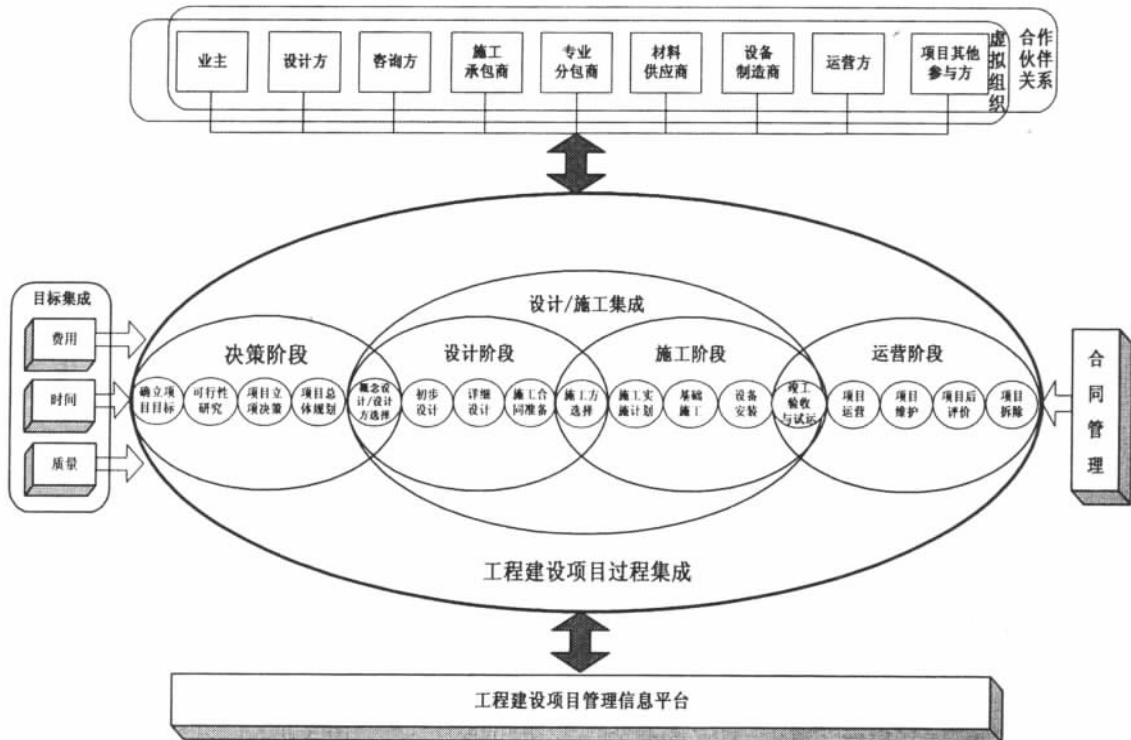 业主
设计方
咨询方
施工
承包商
专业
分包商
材料
供应商
设备
制造商
运营方
项目其他
参与方
虚拟组织
合作
伙伴
关系
目标集成
费用
时间
质量
设计/施工集成
决策阶段
设计阶段
施工阶段
运营阶段
确立项
目目标
可行性
研究
项目立
项决策
项目总
体规划
概念设
计/设计
方选择
初步
设计
详细
设计
施工合
同准备
施工方
选择
施工实
施计划
基础
施工
设备
安装
竣工
验收
与试运
项目
运营
项目
维护
项目后
评价
项目
拆除
合同管理
工程建设项目过程集成
工程建设项目管理信息平台